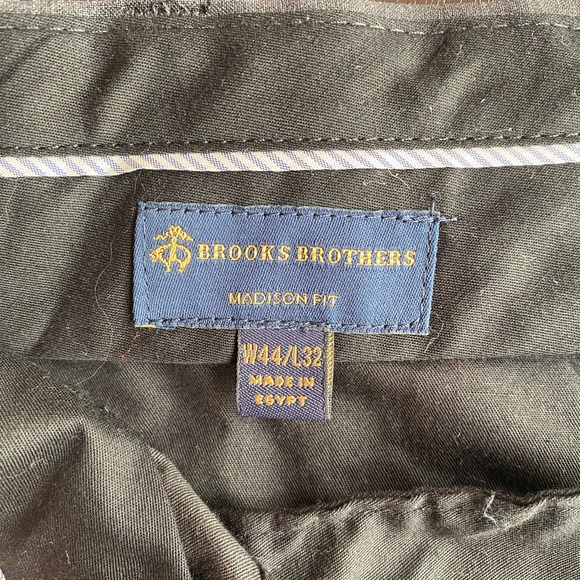 BROOKS BROTHERS
MADISON FIT
W44/L32
MADE IN
EGYPT